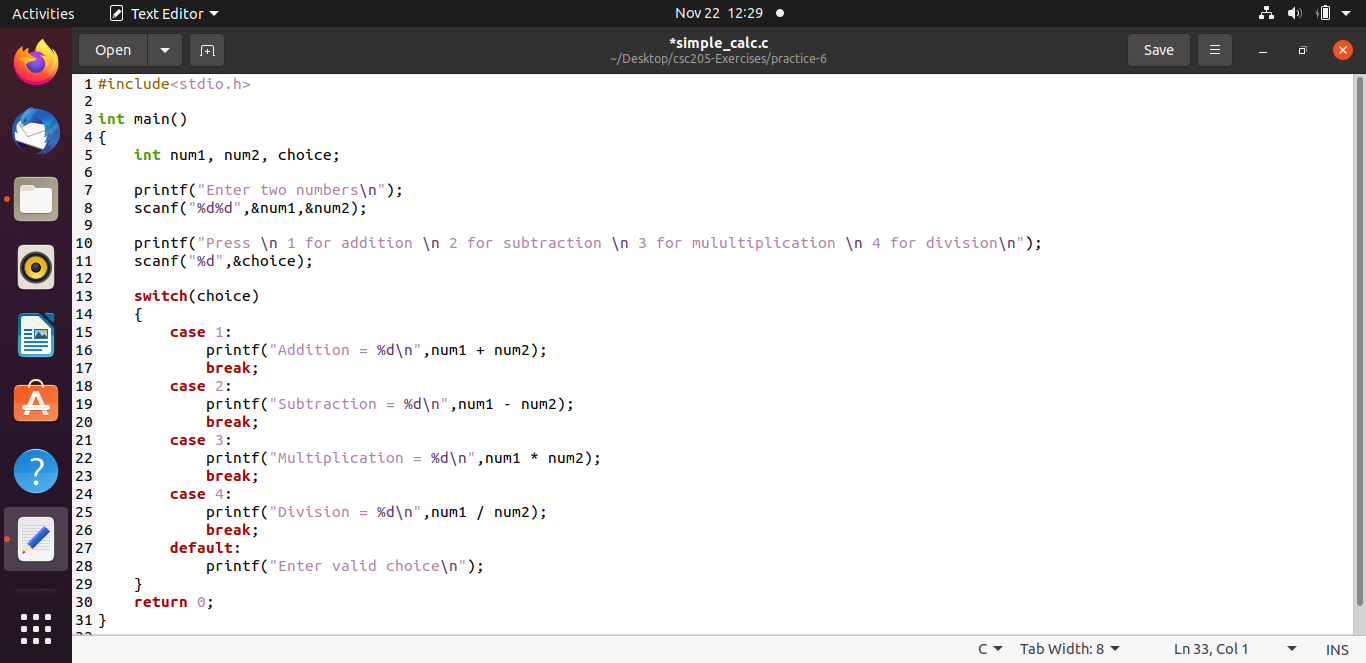 Activities Text Editor Nov 22 12:29
Open *simple_calc.c Save
~/Desktop/csc205-Exercises/practice-6
1 #include<stdio.h>
2
3 int main()
4 {
5     int num1, num2, choice;
6
7     printf("Enter two numbers\n");
8     scanf("%d%d",&num1,&num2);
9
10     printf("Press \n 1 for addition \n 2 for subtraction \n 3 for mulultiplication \n 4 for division\n");
11     scanf("%d",&choice);
12
13     switch(choice)
14     {
15         case 1:
16             printf("Addition = %d\n",num1 + num2);
17             break;
18         case 2:
19             printf("Subtraction = %d\n",num1 - num2);
20             break;
21         case 3:
22             printf("Multiplication = %d\n",num1 * num2);
23             break;
24         case 4:
25             printf("Division = %d\n",num1 / num2);
26             break;
27         default:
28             printf("Enter valid choice\n");
29     }
30     return 0;
31 }
32
C Tab Width: 8 Ln 33, Col 1 INS